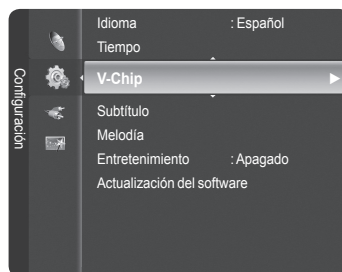 Configuración
Idioma : Español
Tiempo
V-Chip
Subtítulo
Melodía
Entretenimiento : Apagado
Actualización del software